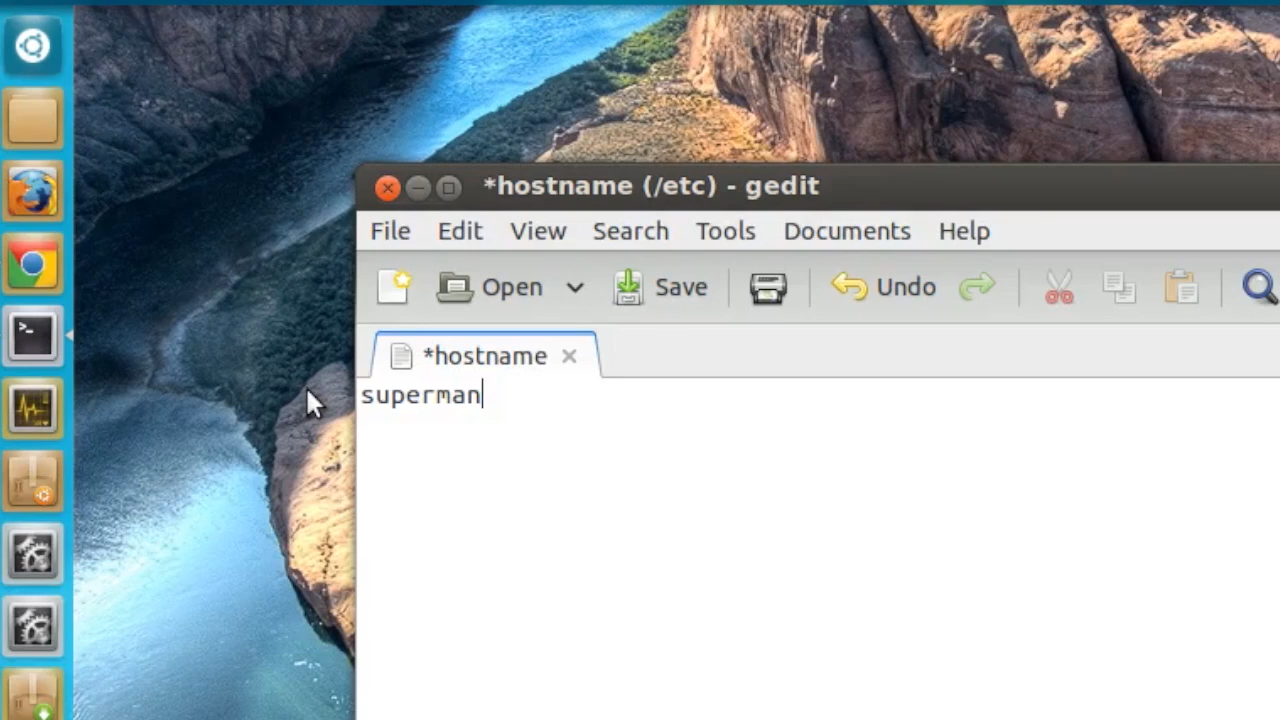 *hostname (/etc) - gedit
File Edit View Search Tools Documents Help
Open Save Undo
*hostname
superman